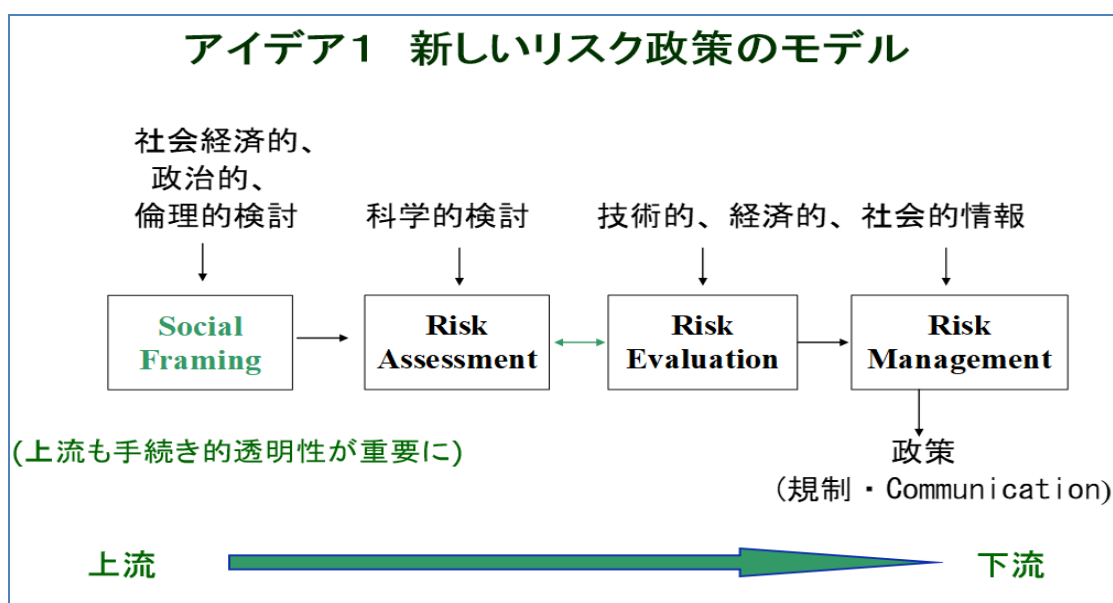 アイデア1 新しいリスク政策のモデル
社会経済的、
政治的、
倫理的検討
科学的検討
技術的、経済的、社会的情報
Social
Framing
Risk
Assessment
Risk
Evaluation
Risk
Management
(上流も手続き的透明性が重要に)
政策
(規制・Communication)
上流
下流